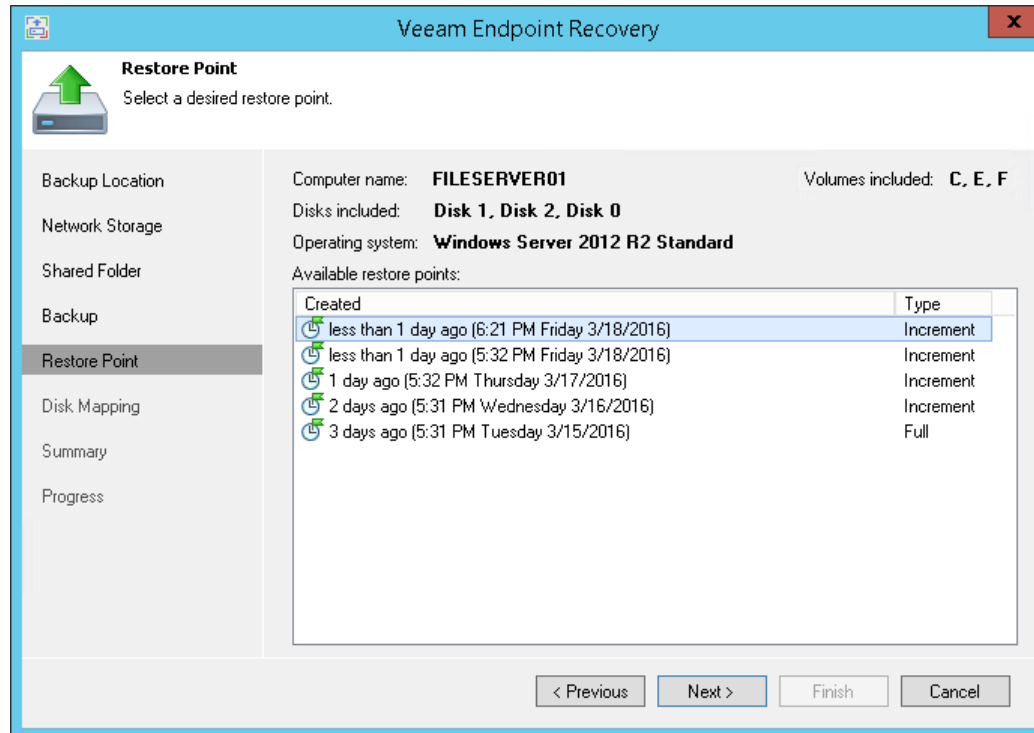 Veeam Endpoint Recovery
x
Restore Point
Select a desired restore point.
Backup Location
Network Storage
Shared Folder
Backup
Restore Point
Disk Mapping
Summary
Progress
Computer name: FILESERVER01 Volumes included: C, E, F
Disks included: Disk 1, Disk 2, Disk 0
Operating system: Windows Server 2012 R2 Standard
Available restore points:
Created Type
less than 1 day ago (6:21 PM Friday 3/18/2016) Increment
less than 1 day ago (5:32 PM Friday 3/18/2016) Increment
1 day ago (5:32 PM Thursday 3/17/2016) Increment
2 days ago (5:31 PM Wednesday 3/16/2016) Increment
3 days ago (5:31 PM Tuesday 3/15/2016) Full
< Previous Next > Finish Cancel